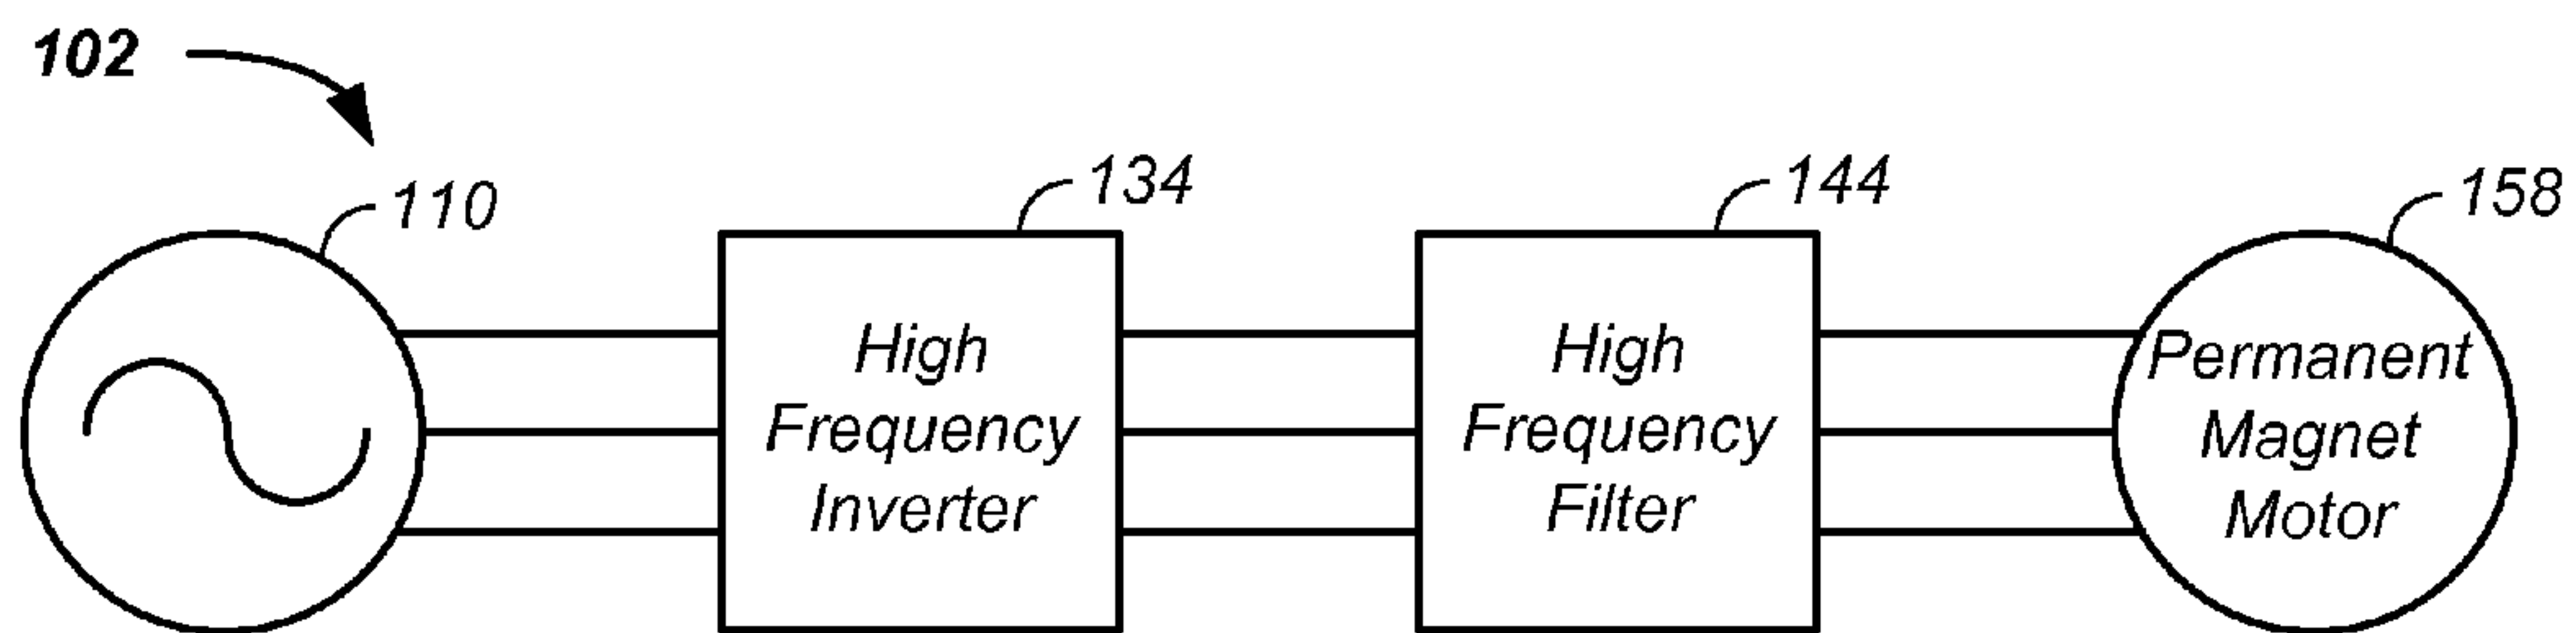 102
110
134
144
158
High
Frequency
Inverter
High
Frequency
Filter
Permanent
Magnet
Motor